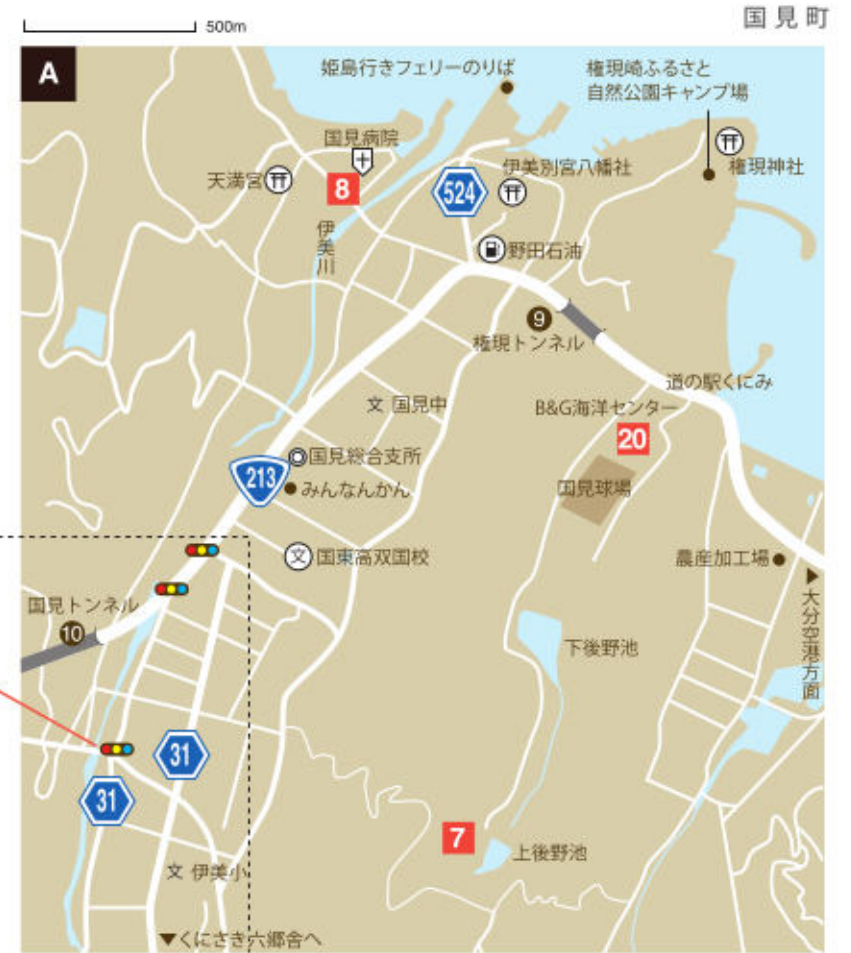 500m
国見町
A
姫島行きフェリーのりば
権現崎ふるさと
自然公園キャンプ場
国見病院
天満宮
8
524
伊美別宮八幡社
権現神社
伊美川
野田石油
9
権現トンネル
道の駅くにみ
文 国見中
B&G海洋センター
20
国見総合支所
213
みんなんかん
国見球場
文 国東高双国校
農産加工場
国見トンネル
10
▶大分空港方面
下後野池
31
31
7
上後野池
文 伊美小
▼くにさき六郷舎へ